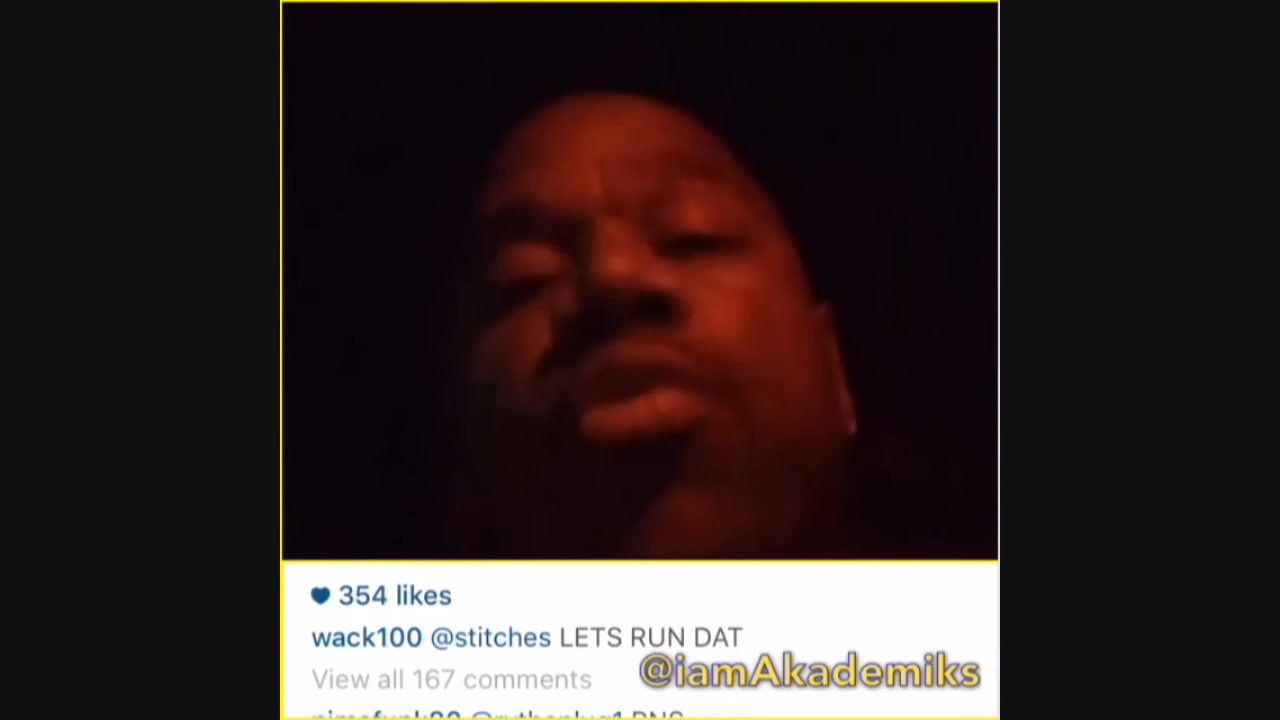 354 likes
wack100 @stitches LETS RUN DAT
@iamAkademiks
View all 167 comments